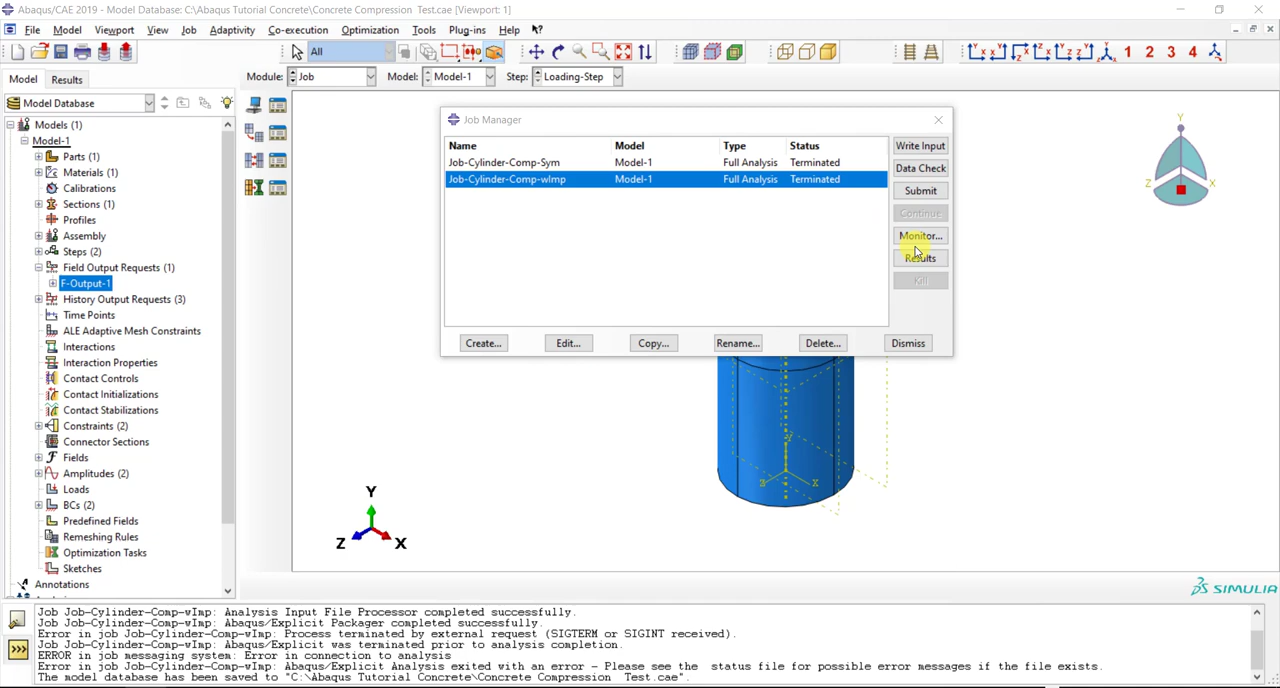 Abaqus/CAE 2019 - Model Database: C:\Abaqus Tutorial Concrete\Concrete Compression Test.cae [Viewport: 1]
File Model Viewport View Job Adaptivity Co-execution Optimization Tools Plug-ins Help
All
1 2 3 4
Model Results Module: Job Model: Model-1 Step: Loading-Step
Model Database
Models (1)
Model-1
Parts (1)
Materials (1)
Calibrations
Sections (1)
Profiles
Assembly
Steps (2)
Field Output Requests (1)
F-Output-1
History Output Requests (3)
Time Points
ALE Adaptive Mesh Constraints
Interactions
Interaction Properties
Contact Controls
Contact Initializations
Contact Stabilizations
Constraints (2)
Connector Sections
Fields
Amplitudes (2)
Loads
BCs (2)
Predefined Fields
Remeshing Rules
Optimization Tasks
Sketches
Annotations
Job Manager
Name Model Type Status
Job-Cylinder-Comp-Sym Model-1 Full Analysis Terminated
Job-Cylinder-Comp-wImp Model-1 Full Analysis Terminated
Write Input
Data Check
Submit
Continue
Monitor...
Results
Kill
Create... Edit... Copy... Rename... Delete... Dismiss
Y
Z X
Y
Z X
Y
Z X
SIMULIA
Job Job-Cylinder-Comp-wImp: Analysis Input File Processor completed successfully.
Job Job-Cylinder-Comp-wImp: Abaqus/Explicit Packager completed successfully.
Error in job Job-Cylinder-Comp-wImp: Process terminated by external request (SIGTERM or SIGINT received).
Job Job-Cylinder-Comp-wImp: Abaqus/Explicit was terminated prior to analysis completion.
ERROR in job messaging system: Error in connection to analysis
Error in job Job-Cylinder-Comp-wImp: Abaqus/Explicit Analysis exited with an error - Please see the status file for possible error messages if the file exists.
The model database has been saved to "C:\Abaqus Tutorial Concrete\Concrete Compression Test.cae".